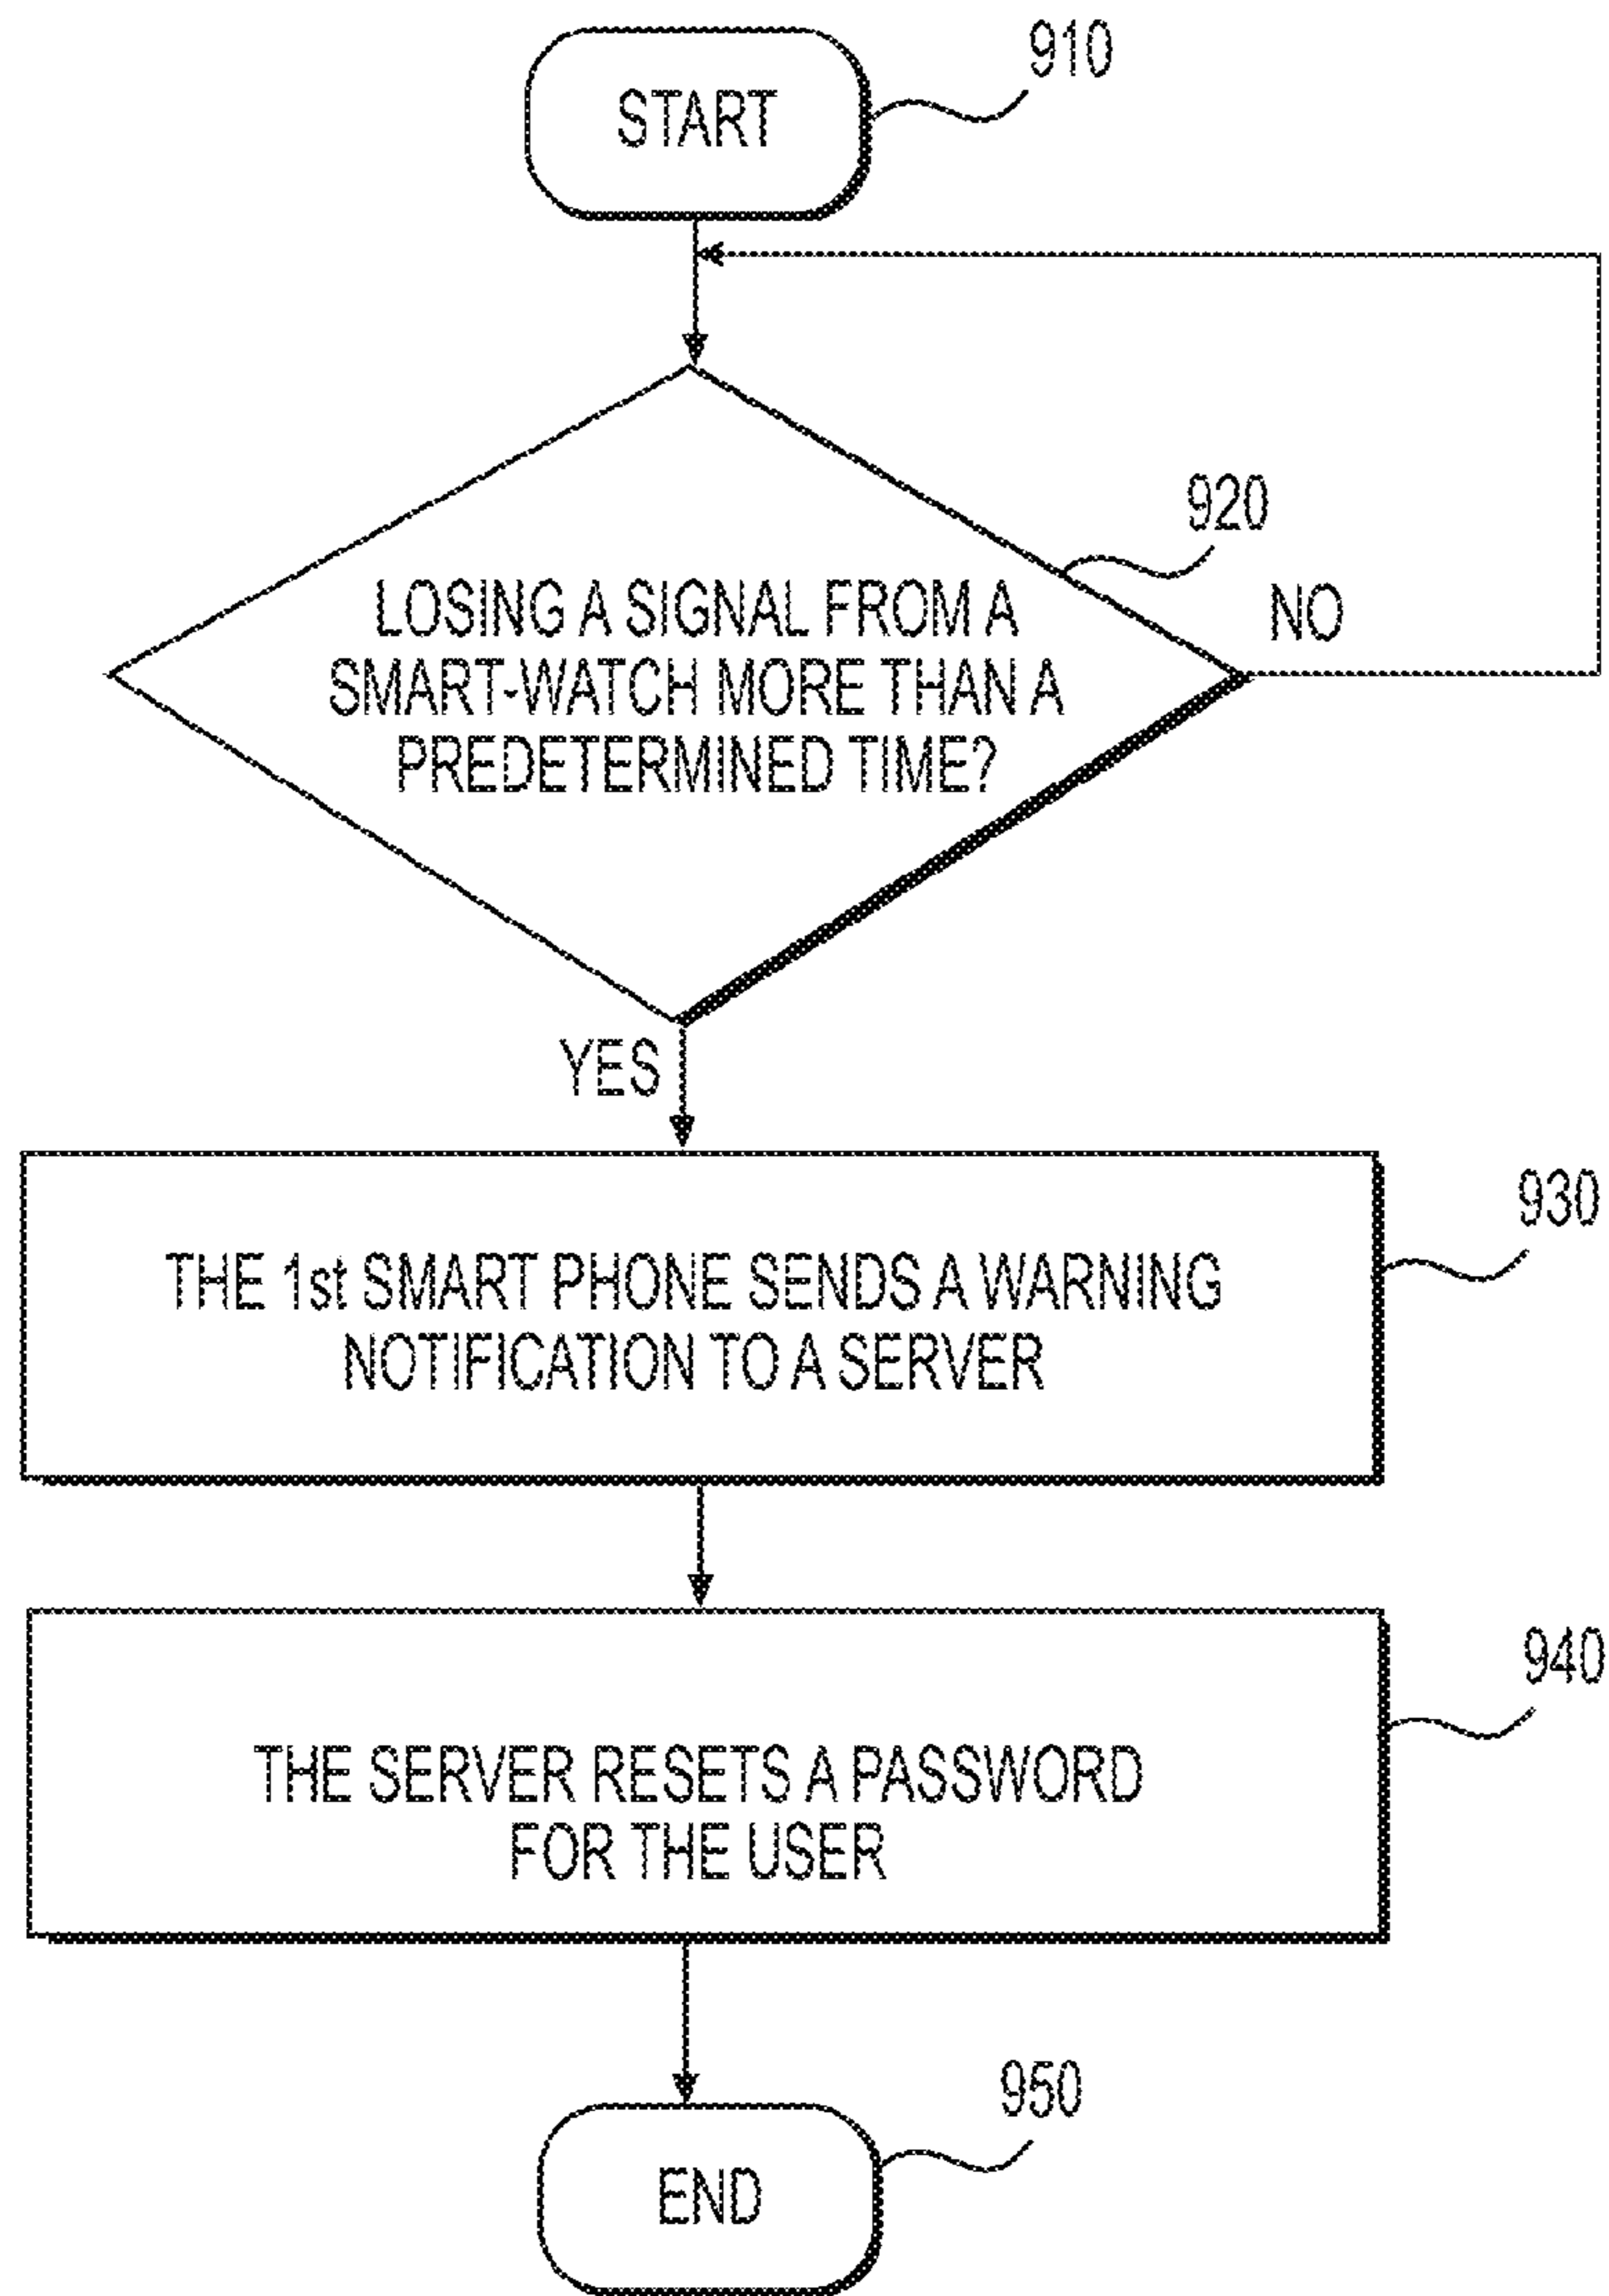 910
START
920
NO
LOSING A SIGNAL FROM A
SMART-WATCH MORE THAN A
PREDETERMINED TIME?
YES
930
THE 1st SMART PHONE SENDS A WARNING
NOTIFICATION TO A SERVER
940
THE SERVER RESETS A PASSWORD
FOR THE USER
950
END